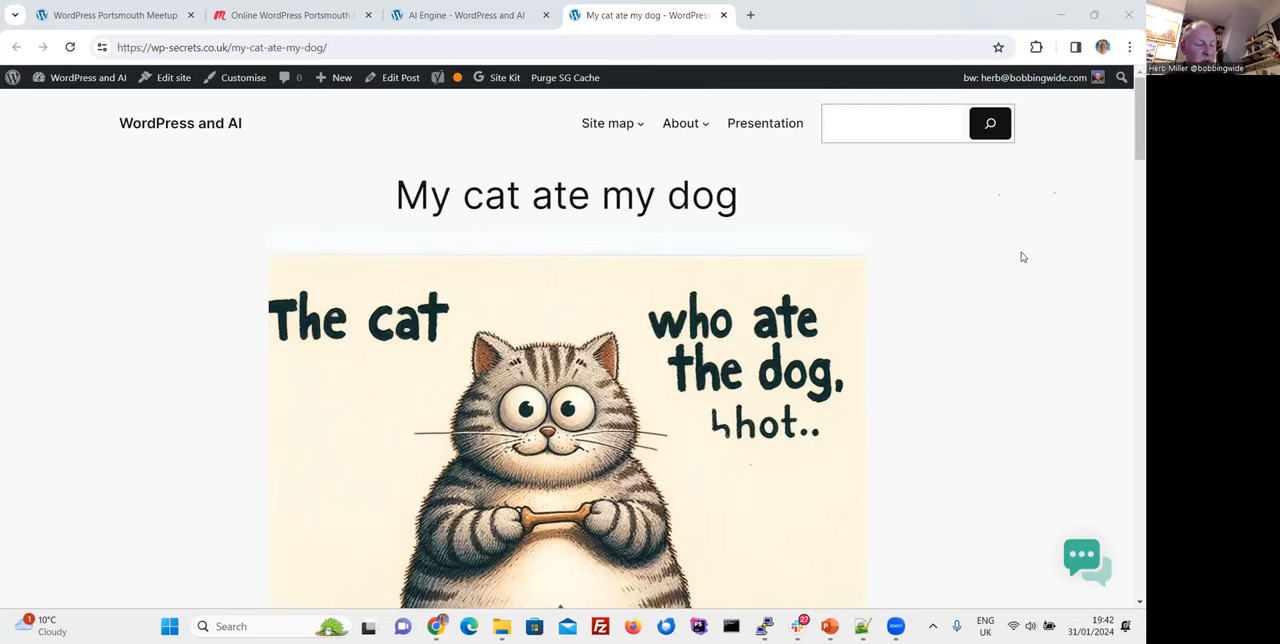 WordPress Portsmouth Meetup
Online WordPress Portsmouth
AI Engine - WordPress and AI
My cat ate my dog - WordPress
https://wp-secrets.co.uk/my-cat-ate-my-dog/
Herb Miller @bobbingwide
WordPress and AI
Edit site
Customise
0
New
Edit Post
Site Kit
Purge SG Cache
bw: herb@bobbingwide.com
WordPress and AI
Site map
About
Presentation
My cat ate my dog
The cat
who ate
the dog,
hhot..
1
10°C
Cloudy
Search
27
ENG
UK
19:42
31/01/2024